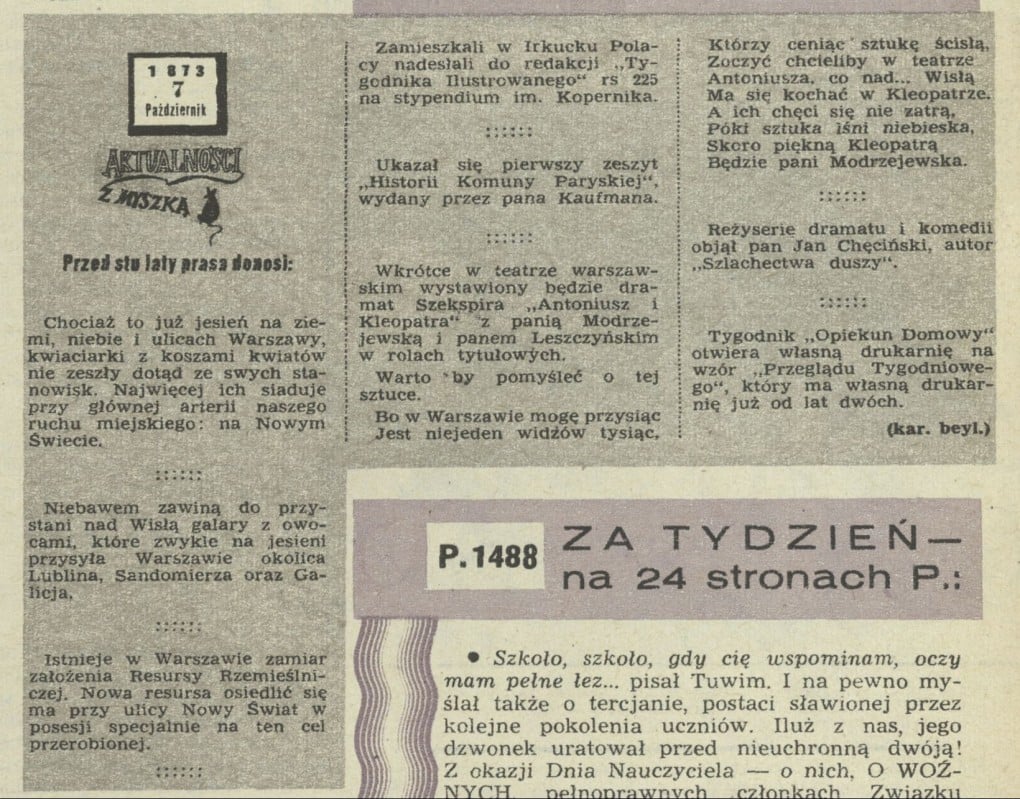 1873
7
Październik
AKTUALNOŚCI
Z MYSZKĄ
Przed stu laty prasa donosi:
Chociaż to już jesień na zie-
mi, niebie i ulicach Warszawy,
kwiaciarki z koszami kwiatów
nie zeszły dotąd ze swych sta-
nowisk. Najwięcej ich siaduje
przy głównej arterii naszego
ruchu miejskiego: na Nowym
Świecie.
Niebawem zawiną do przy-
stani nad Wisłą galary z owo-
cami, które zwykle na jesieni
przysyła Warszawie okolica
Lublina, Sandomierza oraz Ga-
licja.
Istnieje w Warszawie zamiar
założenia Resursy Rzemieślni-
czej. Nowa resursa osiedlić się
ma przy ulicy Nowy Świat w
posesji specjalnie na ten cel
przerobionej.
Zamieszkali w Irkucku Pola-
cy nadesłali do redakcji „Ty-
godnika Ilustrowanego“ rs 225
na stypendium im. Kopernika.
Ukazał się pierwszy zeszyt
„Historii Komuny Paryskiej“,
wydany przez pana Kaufmana.
Wkrótce w teatrze warszaw-
skim wystawiony będzie dra-
mat Szekspira „Antoniusz i
Kleopatra“ z panią Modrze-
jewską i panem Leszczyńskim
w rolach tytułowych.
Warto by pomyśleć o tej
sztuce.
Bo w Warszawie mogę przysiąc
Jest niejeden widzów tysiąc,
Którzy ceniąc sztukę ścisłą,
Zoczyć chcieliby w teatrze
Antoniusza, co nad... Wisłą
Ma się kochać w Kleopatrze.
A ich chęci się nie zatrą,
Póki sztuka lśni niebieska,
Skoro piękną Kleopatrą
Będzie pani Modrzejewska.
Reżyserie dramatu i komedii
objął pan Jan Chęciński, autor
„Szlachectwa duszy“.
Tygodnik „Opiekun Domowy“
otwiera własną drukarnię na
wzór „Przeglądu Tygodniowe-
go“, który ma własną drukar-
nię już od lat dwóch.
(kar. beyl.)
P.1488
ZA TYDZIEŃ—
na 24 stronach P.:
● Szkoło, szkoło, gdy cię wspominam, oczy
mam pełne łez... pisał Tuwim. I na pewno my-
ślał także o tercjanie, postaci sławionej przez
kolejne pokolenia uczniów. Iluż z nas, jego
dzwonek uratował przed nieuchronną dwóją!
Z okazji Dnia Nauczyciela — o nich, O WOŹ-
NYCH, pełnoprawnych członkach Związku